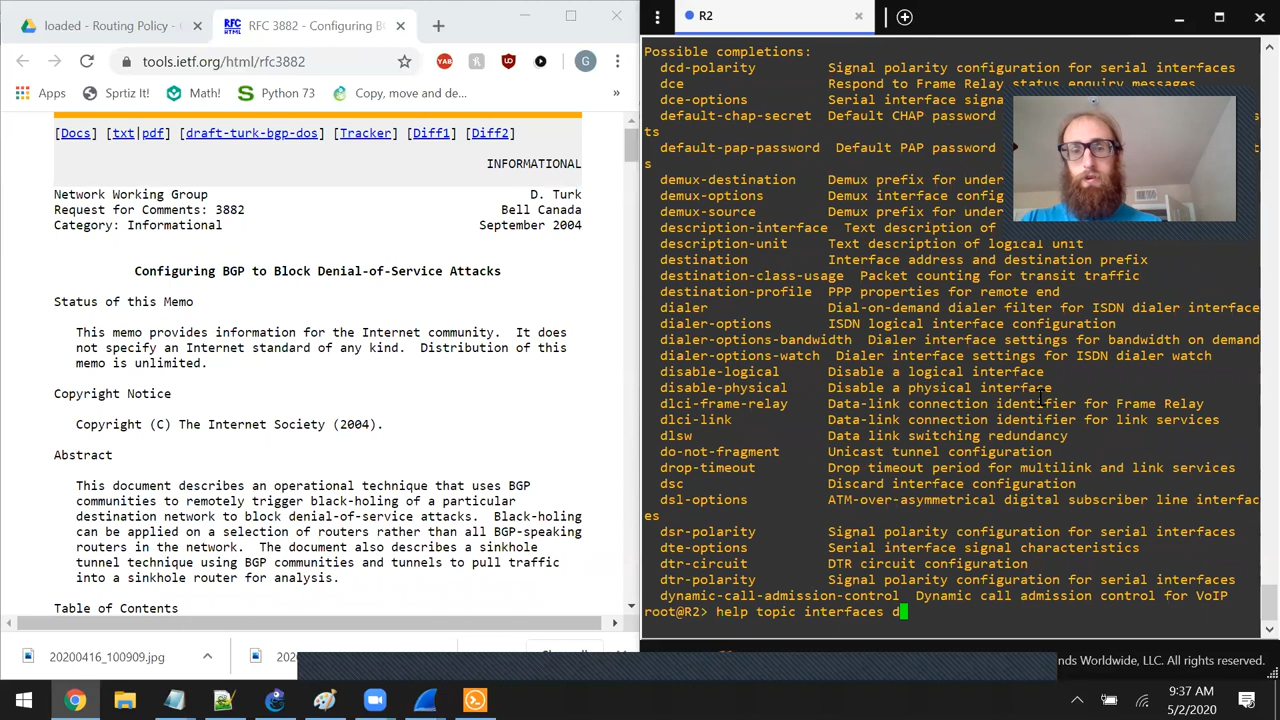 loaded - Routing Policy -
RFC HTML
RFC 3882 - Configuring B
R2
tools.ietf.org/html/rfc3882
YAB
G
Apps
Sprtiz It!
Math!
Python 73
Copy, move and de...
»
[Docs] [txt|pdf] [draft-turk-bgp-dos] [Tracker] [Diff1] [Diff2]
INFORMATIONAL
Network Working Group D. Turk
Request for Comments: 3882 Bell Canada
Category: Informational September 2004
Configuring BGP to Block Denial-of-Service Attacks
Status of this Memo
This memo provides information for the Internet community. It does
not specify an Internet standard of any kind. Distribution of this
memo is unlimited.
Copyright Notice
Copyright (C) The Internet Society (2004).
Abstract
This document describes an operational technique that uses BGP
communities to remotely trigger black-holing of a particular
destination network to block denial-of-service attacks. Black-holing
can be applied on a selection of routers rather than all BGP-speaking
routers in the network. The document also describes a sinkhole
tunnel technique using BGP communities and tunnels to pull traffic
into a sinkhole router for analysis.
Table of Contents
Possible completions:
dcd-polarity Signal polarity configuration for serial interfaces
dce Respond to Frame Relay status enquiry messages
dce-options Serial interface signa
default-chap-secret Default CHAP
ts
default-pap-password Default PAP password
s
demux-destination Demux prefix for under
demux-options Demux interface config
demux-source Demux prefix for under
description-interface Text description of
description-unit Text description of logical unit
destination Interface address and destination prefix
destination-class-usage Packet counting for transit traffic
destination-profile PPP properties for remote end
dialer Dial-on-demand dialer filter for ISDN dialer interface
dialer-options ISDN logical interface configuration
dialer-options-bandwidth Dialer interface settings for bandwidth on demand
dialer-options-watch Dialer interface settings for ISDN dialer watch
disable-logical Disable a logical interface
disable-physical Disable a physical interface
dlci-frame-relay Data-link connection identifier for Frame Relay
dlci-link Data-link connection identifier for link services
dlsw Data link switching redundancy
do-not-fragment Unicast tunnel configuration
drop-timeout Drop timeout period for multilink and link services
dsc Discard interface configuration
dsl-options ATM-over-asymmetrical digital subscriber line interfac
es
dsr-polarity Signal polarity configuration for serial interfaces
dte-options Serial interface signal characteristics
dtr-circuit DTR circuit configuration
dtr-polarity Signal polarity configuration for serial interfaces
dynamic-call-admission-control Dynamic call admission control for VoIP
root@R2> help topic interfaces d
20200416_100909.jpg
nds Worldwide, LLC. All rights reserved.
9:37 AM
5/2/2020